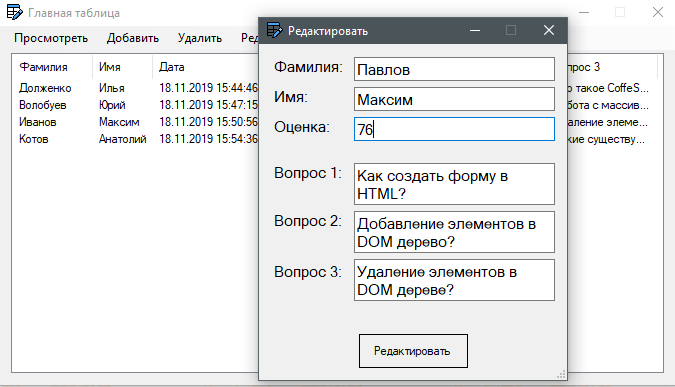 Главная таблица
Просмотреть Добавить Удалить
Фамилия Имя Дата
Долженко Илья 18.11.2019 15:44:46
Волобуев Юрий 18.11.2019 15:47:15
Иванов Максим 18.11.2019 15:50:56
Котов Анатолий 18.11.2019 15:54:36
прос 3
о такое CoffeS...
бота с массив...
аление элеме...
кие существу...
Редактировать
Фамилия: Павлов
Имя: Максим
Оценка: 76
Вопрос 1: Как создать форму в
HTML?
Вопрос 2: Добавление элементов в
DOM дерево?
Вопрос 3: Удаление элементов в
DOM дереве?
Редактировать